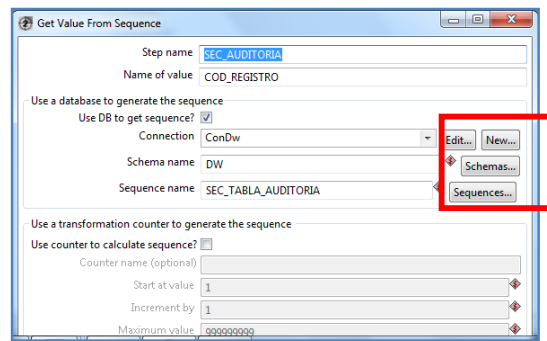 Get Value From Sequence
Step name SEC_AUDITORIA
Name of value COD_REGISTRO
Use a database to generate the sequence
Use DB to get sequence?
Connection ConDw Edit... New...
Schema name DW Schemas...
Sequence name SEC_TABLA_AUDITORIA Sequences...
Use a transformation counter to generate the sequence
Use counter to calculate sequence?
Counter name (optional)
Start at value 1
Increment by 1
Maximum value 999999999